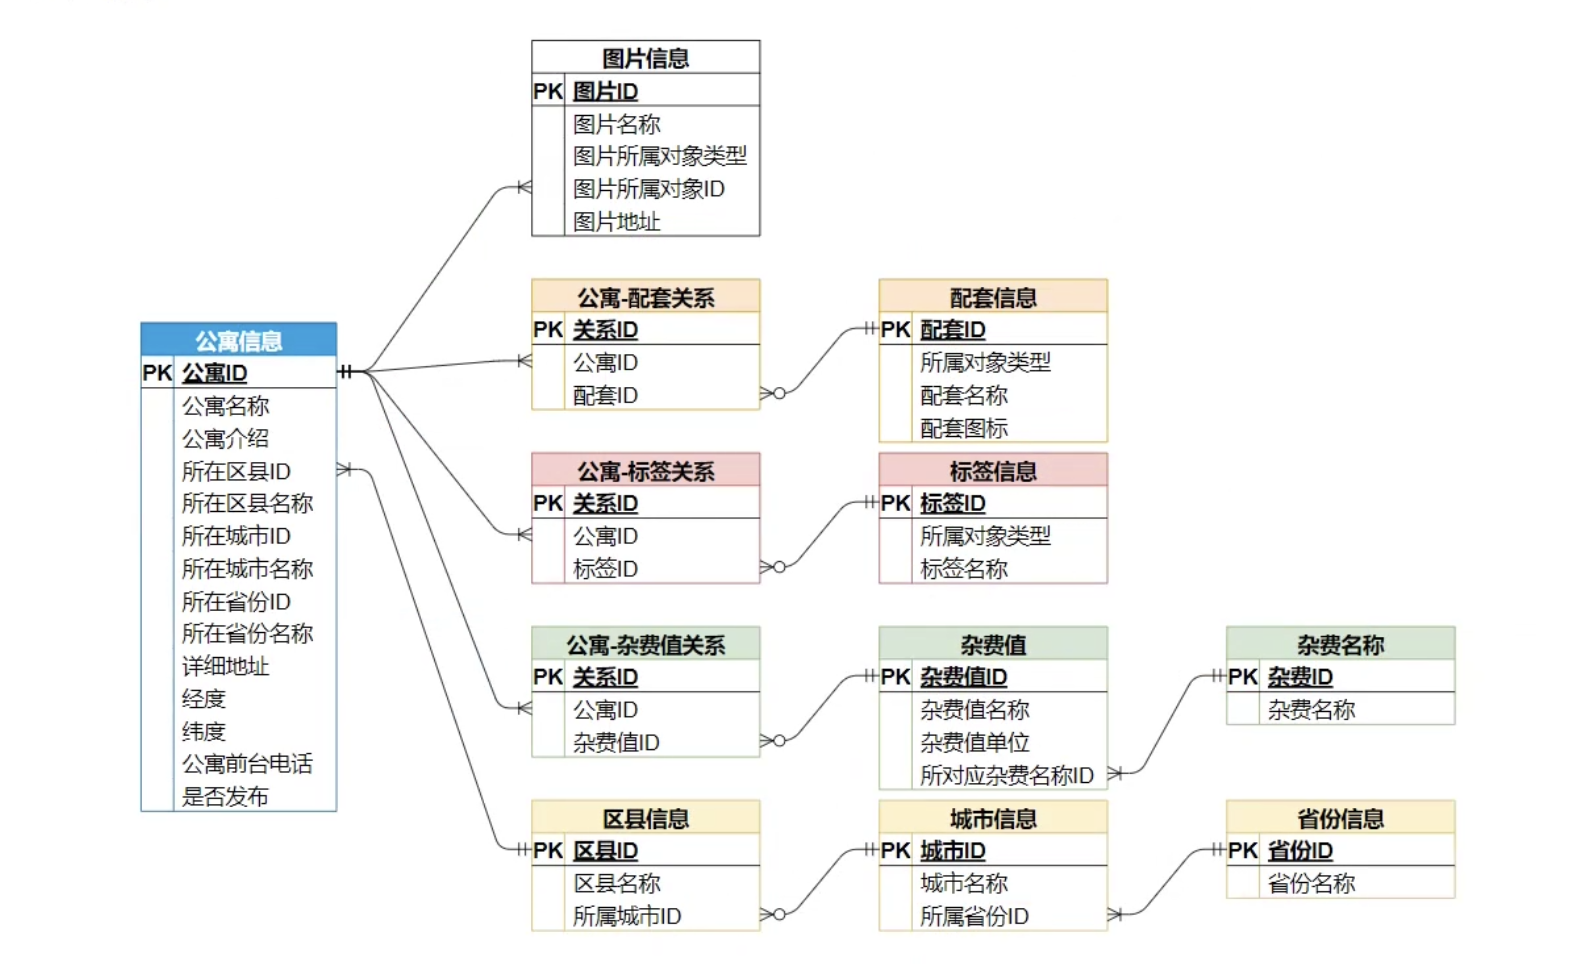 图片信息
PK 图片ID
图片名称
图片所属对象类型
图片所属对象ID
图片地址
公寓信息
PK 公寓ID
公寓名称
公寓介绍
所在区县ID
所在区县名称
所在城市ID
所在城市名称
所在省份ID
所在省份名称
详细地址
经度
纬度
公寓前台电话
是否发布
公寓-配套关系
PK 关系ID
公寓ID
配套ID
配套信息
PK 配套ID
所属对象类型
配套名称
配套图标
公寓-标签关系
PK 关系ID
公寓ID
标签ID
标签信息
PK 标签ID
所属对象类型
标签名称
公寓-杂费值关系
PK 关系ID
公寓ID
杂费值ID
杂费值
PK 杂费值ID
杂费值名称
杂费值单位
所对应杂费名称ID
杂费名称
PK 杂费ID
杂费名称
区县信息
PK 区县ID
区县名称
所属城市ID
城市信息
PK 城市ID
城市名称
所属省份ID
省份信息
PK 省份ID
省份名称